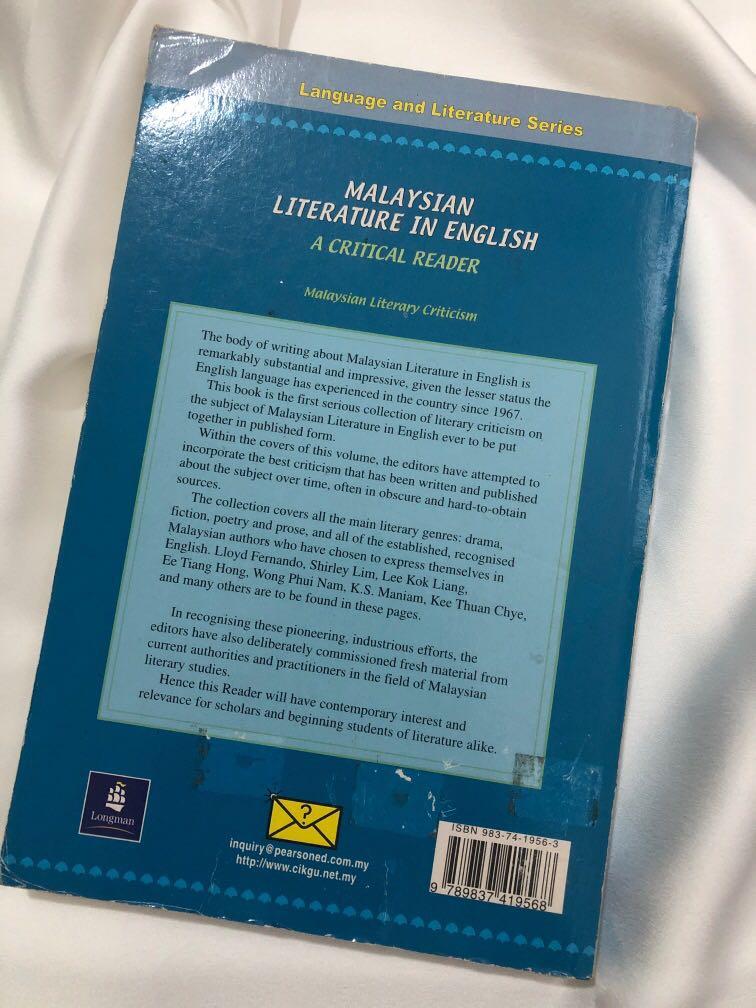 Language and Literature Series
MALAYSIAN
LITERATURE IN ENGLISH
A CRITICAL READER
Malaysian Literary Criticism
The body of writing about Malaysian Literature in English is
remarkably substantial and impressive, given the lesser status the
English language has experienced in the country since 1967.
This book is the first serious collection of literary criticism on
the subject of Malaysian Literature in English ever to be put
together in published form.
Within the covers of this volume, the editors have attempted to
incorporate the best criticism that has been written and published
about the subject over time, often in obscure and hard-to-obtain
sources.
The collection covers all the main literary genres: drama,
fiction, poetry and prose, and all of the established, recognised
Malaysian authors who have chosen to express themselves in
English. Lloyd Fernando, Shirley Lim, Lee Kok Liang,
Ee Tiang Hong, Wong Phui Nam, K.S. Maniam, Kee Thuan Chye,
and many others are to be found in these pages.
In recognising these pioneering, industrious efforts, the
editors have also deliberately commissioned fresh material from
current authorities and practitioners in the field of Malaysian
literary studies.
Hence this Reader will have contemporary interest and
relevance for scholars and beginning students of literature alike.
Longman
?
inquiry@pearsoned.com.my
http://www.cikgu.net.my
ISBN 983-74-1956-3
9 789837 419568